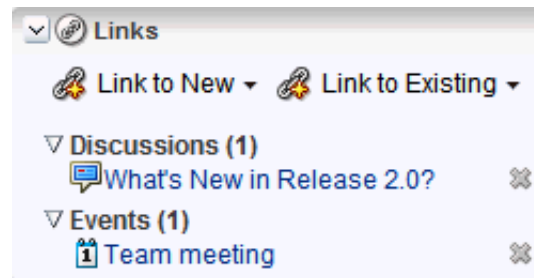 Links
Link to New Link to Existing
Discussions (1)
What's New in Release 2.0?
Events (1)
1 Team meeting